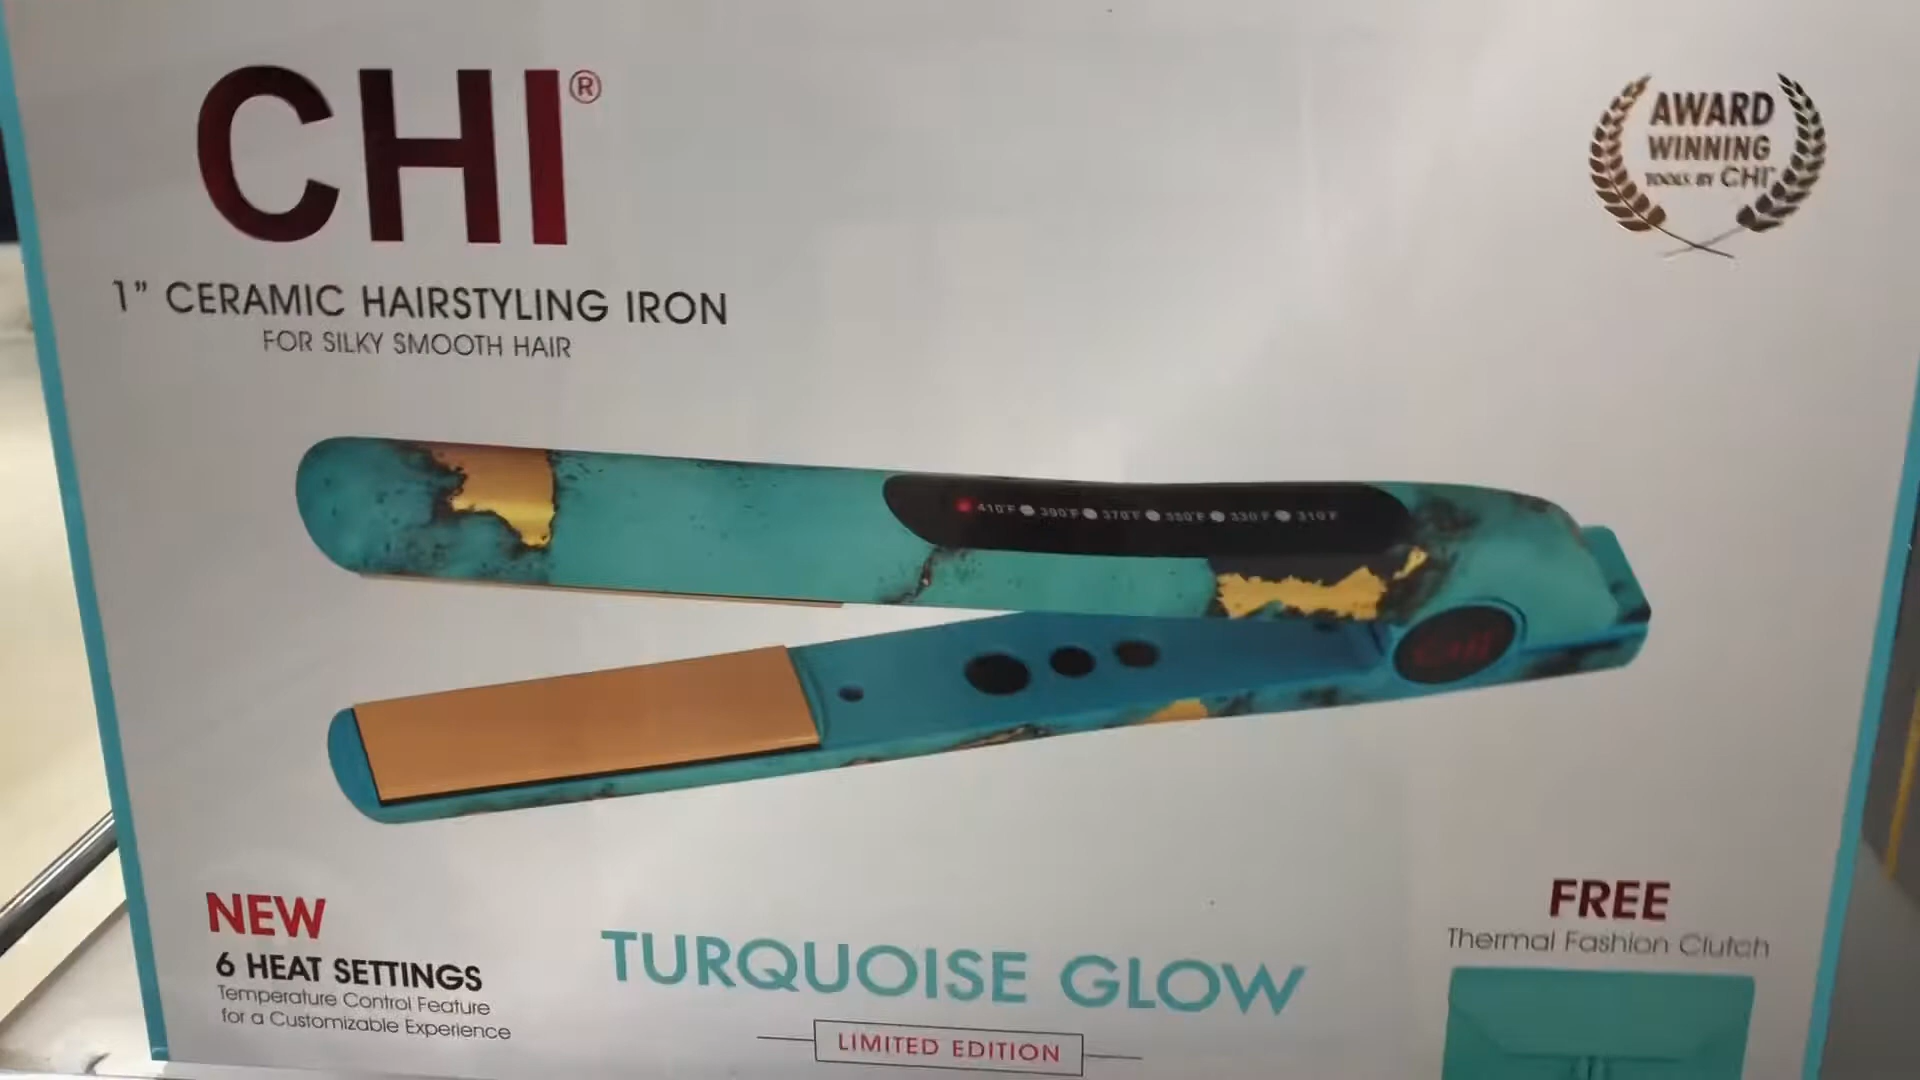 CHI®
AWARD
WINNING
TOOLS BY CHI
1” CERAMIC HAIRSTYLING IRON
FOR SILKY SMOOTH HAIR
410°F 390°F 370°F 350°F 330°F 310°F
CHI
NEW
6 HEAT SETTINGS
Temperature Control Feature
for a Customizable Experience
TURQUOISE GLOW
LIMITED EDITION
FREE
Thermal Fashion Clutch